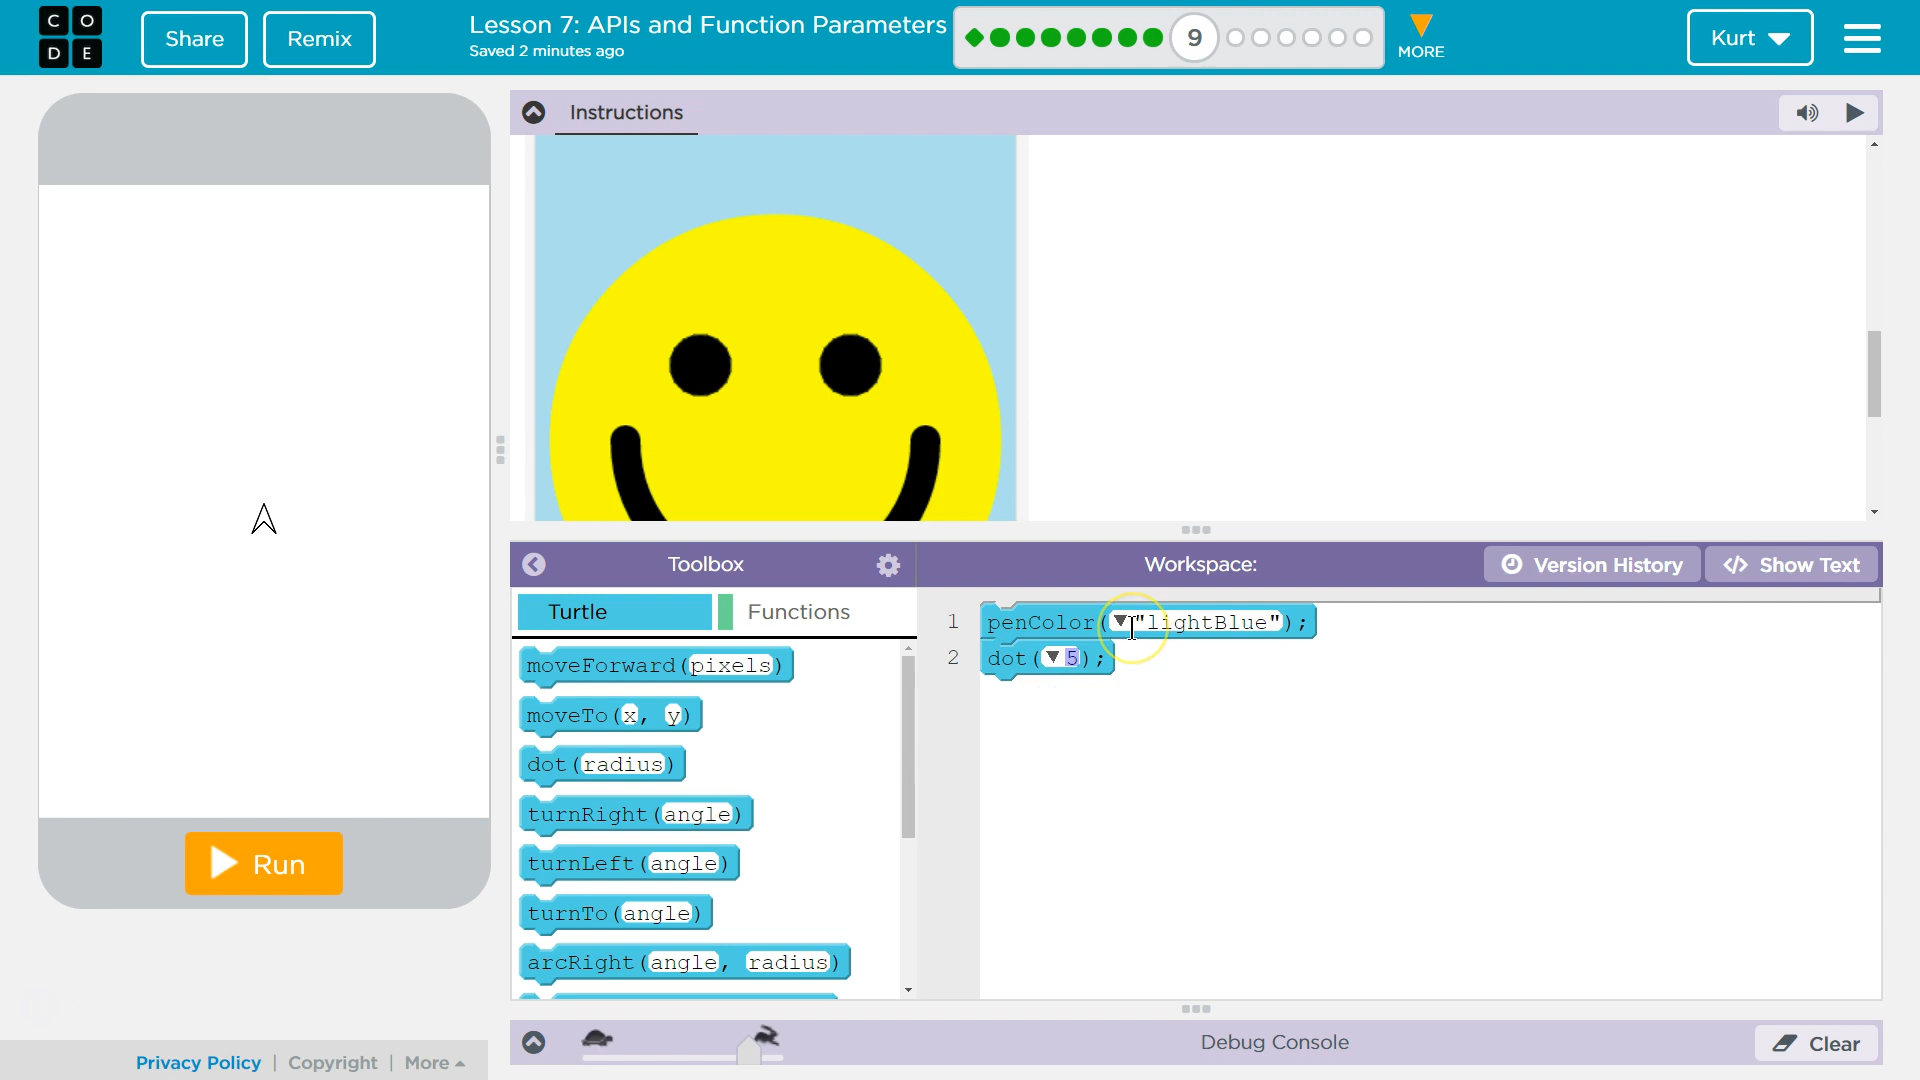 CODE
Share
Remix
Lesson 7: APIs and Function Parameters
Saved 2 minutes ago
9
MORE
Kurt
Instructions
Toolbox
Workspace:
Version History
</> Show Text
Turtle
Functions
moveForward(pixels)
moveTo(x, y)
dot(radius)
turnRight(angle)
turnLeft(angle)
turnTo(angle)
arcRight(angle, radius)
1 penColor("lightBlue");
2 dot(5);
Run
Debug Console
Clear
Privacy Policy | Copyright | More